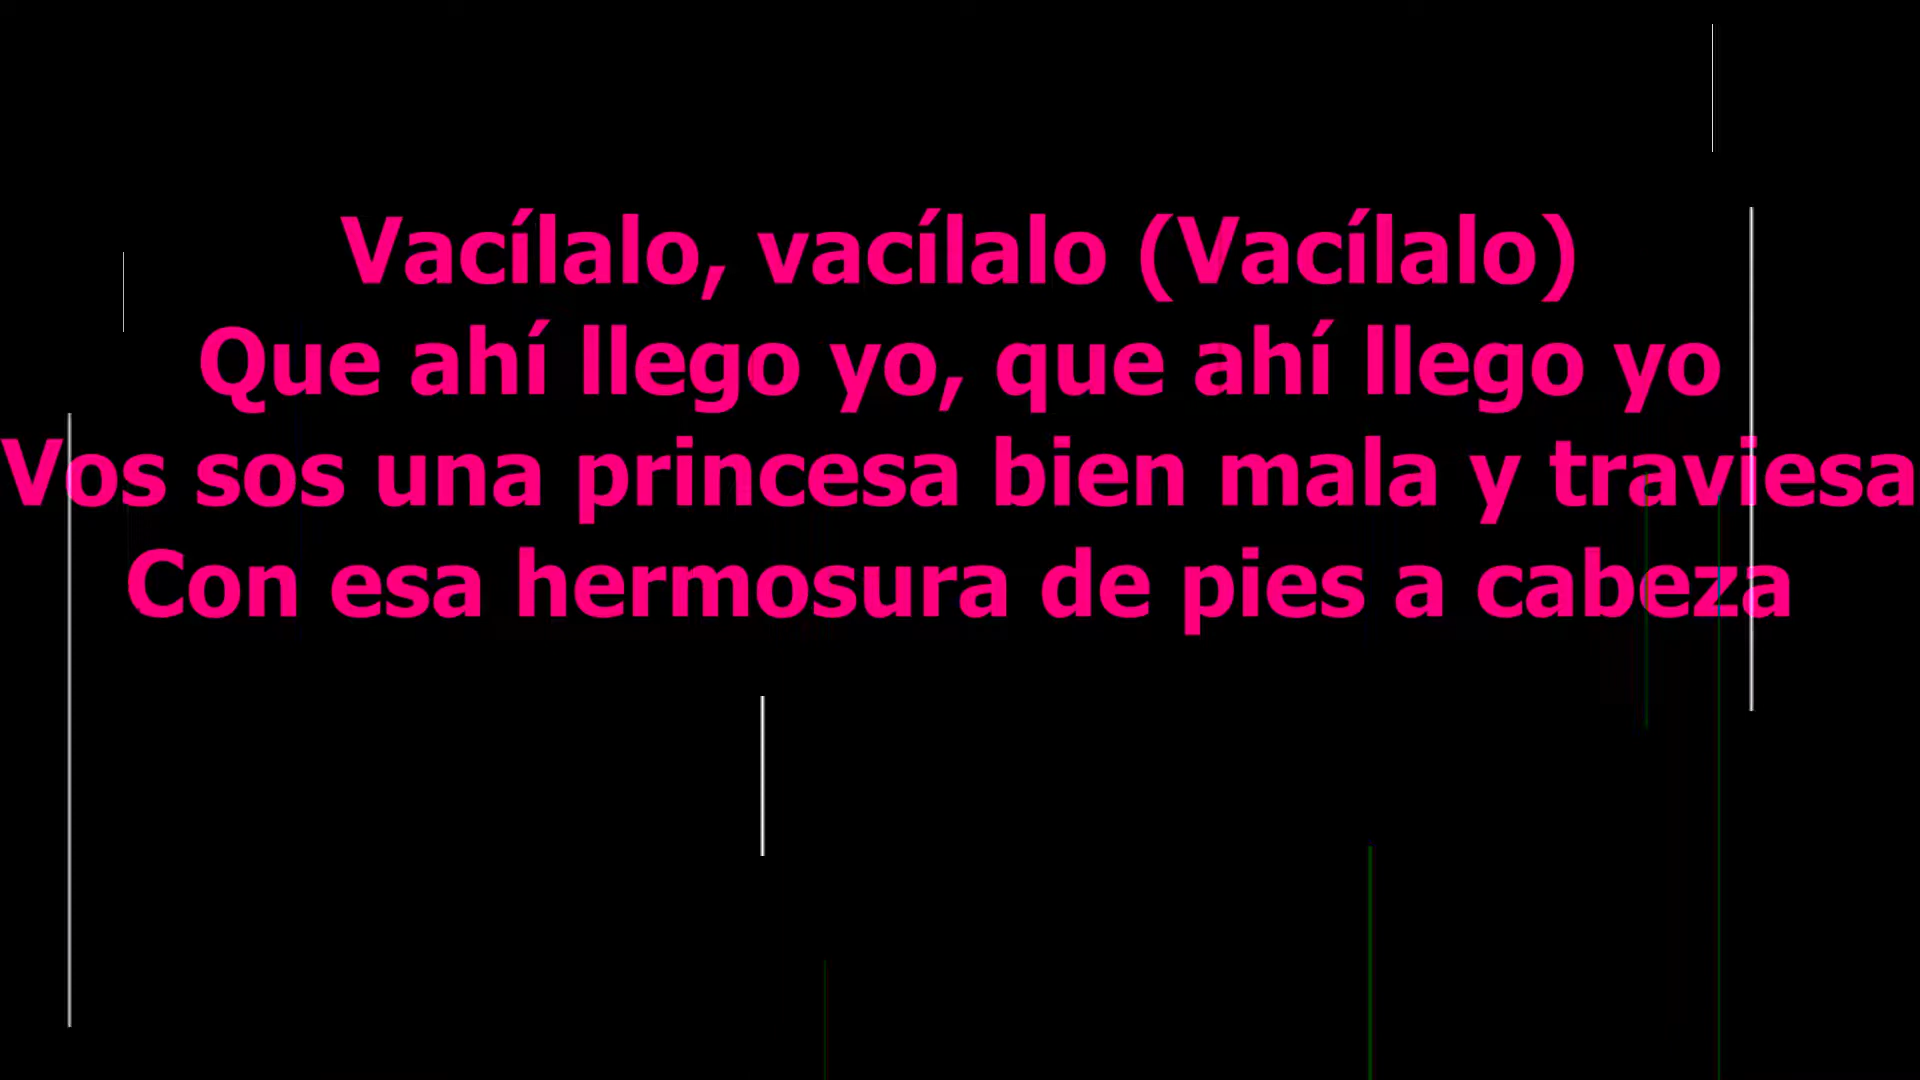 Vacílalo, vacílalo (Vacílalo)
Que ahí llego yo, que ahí llego yo
Vos sos una princesa bien mala y traviesa
Con esa hermosura de pies a cabeza